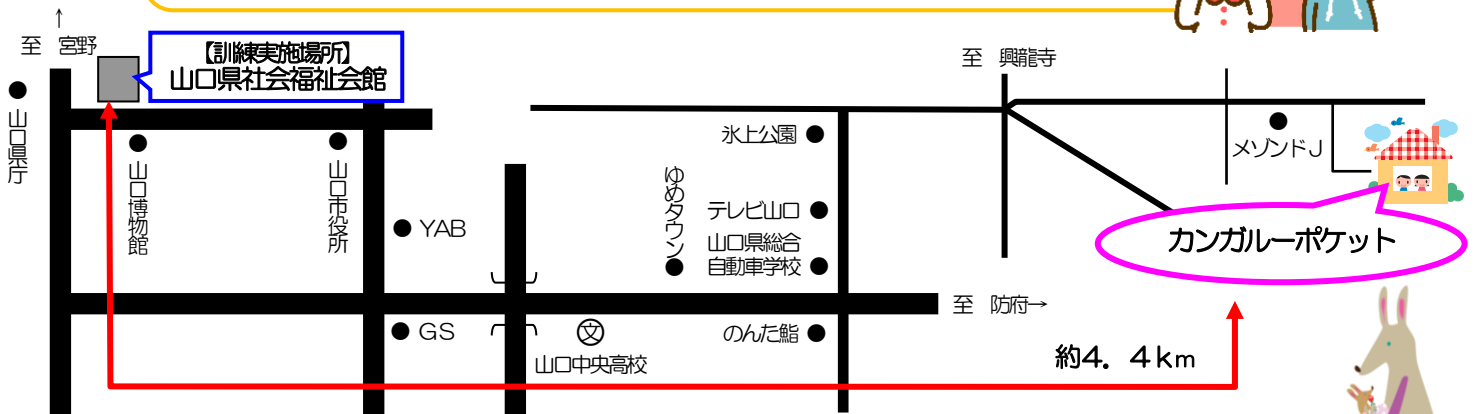 ↑
至 宮野
【訓練実施場所】
山口県社会福祉会館
山口県庁
山口博物館
山口市役所
YAB
GS
文
山口中央高校
ゆめタウン
氷上公園
テレビ山口
山口県総合
自動車学校
のんた鮨
至 興龍寺
メゾンドJ
カンガルーポケット
至 防府→
約4.4km